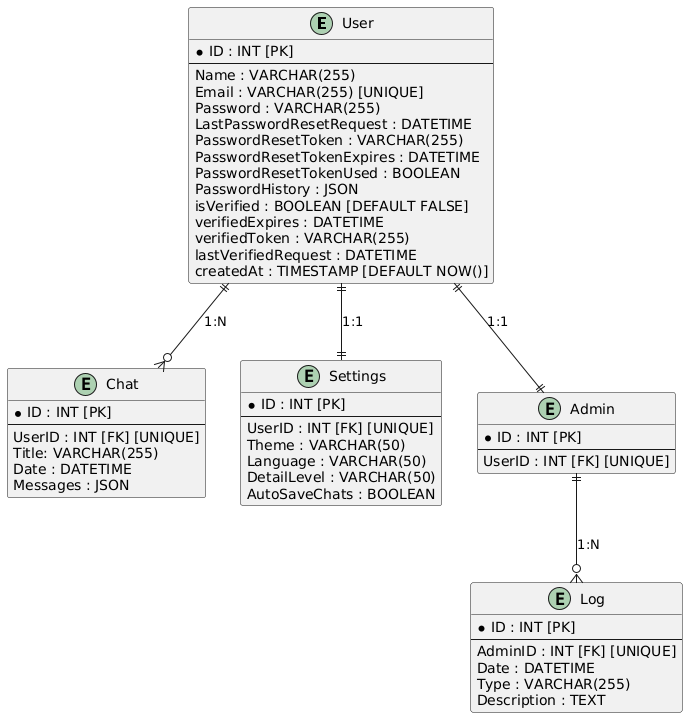 E User
* ID : INT [PK]
Name : VARCHAR(255)
Email : VARCHAR(255) [UNIQUE]
Password : VARCHAR(255)
LastPasswordResetRequest : DATETIME
PasswordResetToken : VARCHAR(255)
PasswordResetTokenExpires : DATETIME
PasswordResetTokenUsed : BOOLEAN
PasswordHistory : JSON
isVerified : BOOLEAN [DEFAULT FALSE]
verifiedExpires : DATETIME
verifiedToken : VARCHAR(255)
lastVerifiedRequest : DATETIME
createdAt : TIMESTAMP [DEFAULT NOW()]
1:N
1:1
1:1
E Chat
* ID : INT [PK]
UserID : INT [FK] [UNIQUE]
Title: VARCHAR(255)
Date : DATETIME
Messages : JSON
E Settings
* ID : INT [PK]
UserID : INT [FK] [UNIQUE]
Theme : VARCHAR(50)
Language : VARCHAR(50)
DetailLevel : VARCHAR(50)
AutoSaveChats : BOOLEAN
E Admin
* ID : INT [PK]
UserID : INT [FK] [UNIQUE]
1:N
E Log
* ID : INT [PK]
AdminID : INT [FK] [UNIQUE]
Date : DATETIME
Type : VARCHAR(255)
Description : TEXT